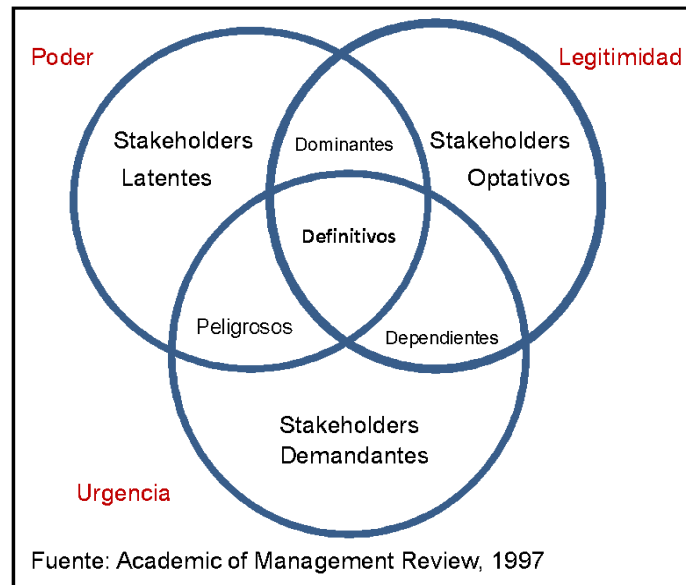 Poder
Legitimidad
Stakeholders
Latentes
Dominantes
Stakeholders
Optativos
Definitivos
Peligrosos
Dependientes
Stakeholders
Demandantes
Urgencia
Fuente: Academic of Management Review, 1997